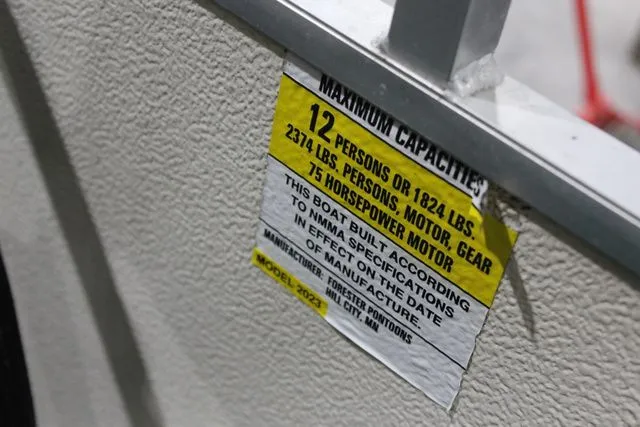 MAXIMUM CAPACITIES
12 PERSONS OR 1824 LBS.
2374 LBS. PERSONS, MOTOR, GEAR
75 HORSEPOWER MOTOR
THIS BOAT BUILT ACCORDING
TO NMMA SPECIFICATIONS
IN EFFECT ON THE DATE
OF MANUFACTURE.
MANUFACTURER: FORESTER PONTOONS
HILL CITY, MN
MODEL 2023